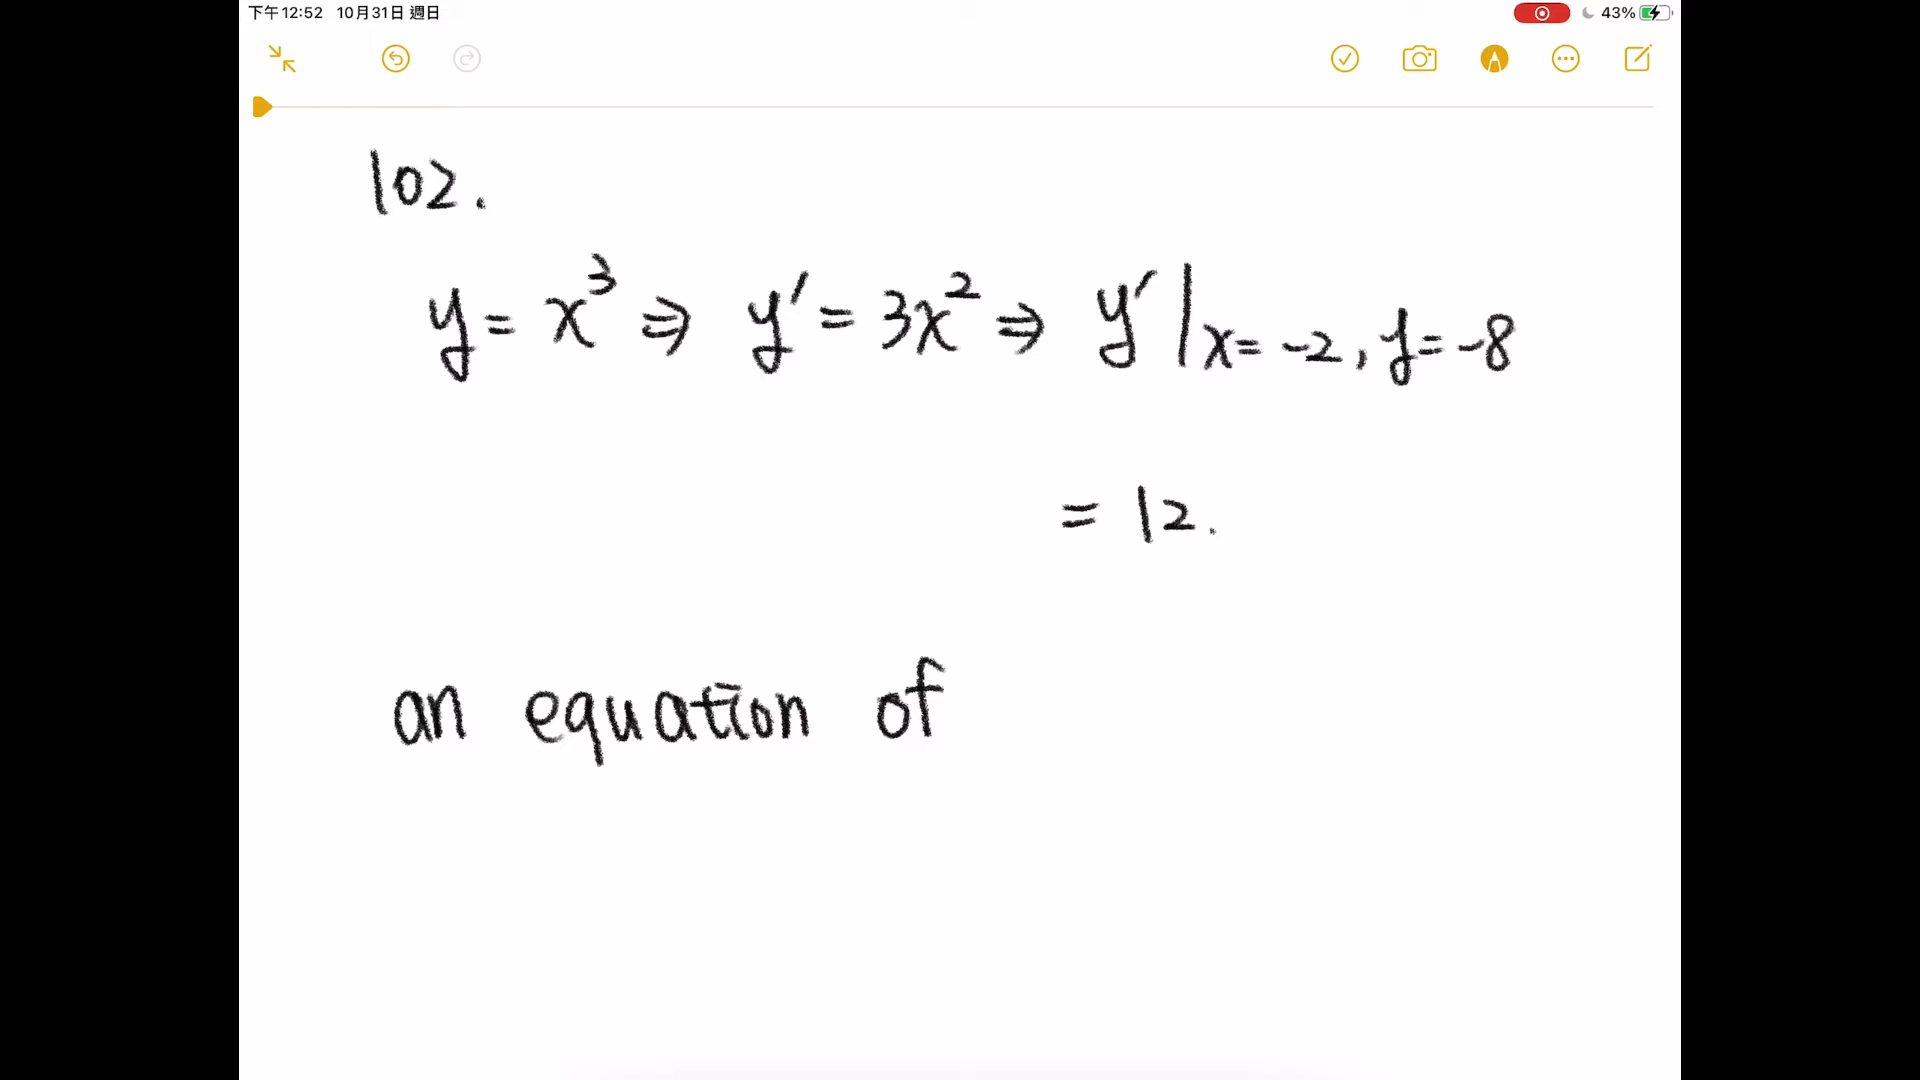 下午12:52 10月31日 週日 43%
102.
y = x³ ⇒ y' = 3x² ⇒ y'|x=-2, y=-8
= 12.
an equation of